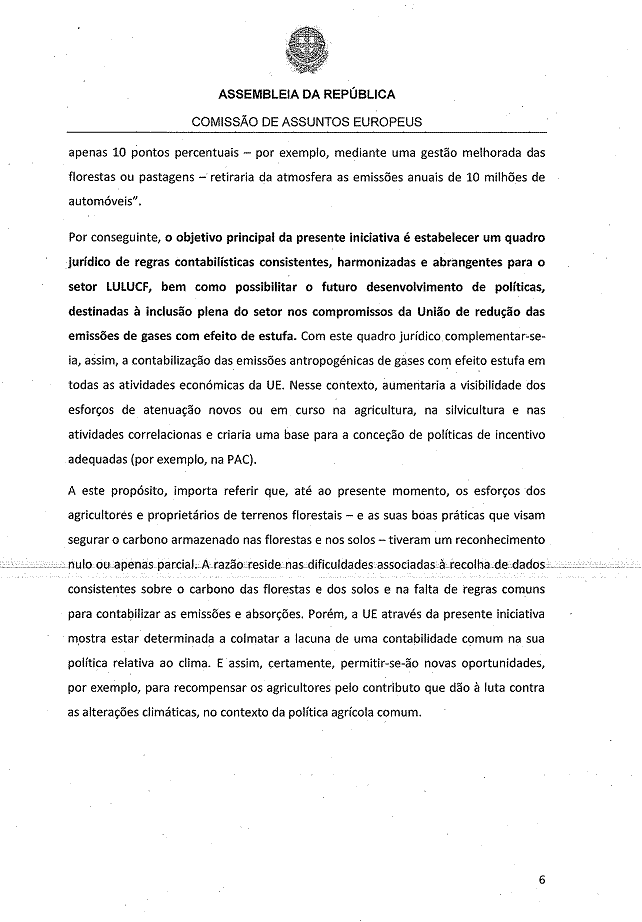 ASSEMBLEIA DA REPÚBLICA
COMISSÃO DE ASSUNTOS EUROPEUS
apenas 10 pontos percentuais – por exemplo, mediante uma gestão melhorada das
florestas ou pastagens – retiraria da atmosfera as emissões anuais de 10 milhões de
automóveis”.
Por conseguinte, o objetivo principal da presente iniciativa é estabelecer um quadro
jurídico de regras contabilísticas consistentes, harmonizadas e abrangentes para o
setor LULUCF, bem como possibilitar o futuro desenvolvimento de políticas,
destinadas à inclusão plena do setor nos compromissos da União de redução das
emissões de gases com efeito de estufa. Com este quadro jurídico complementar-se-
ia, assim, a contabilização das emissões antropogénicas de gases com efeito estufa em
todas as atividades económicas da UE. Nesse contexto, aumentaria a visibilidade dos
esforços de atenuação novos ou em curso na agricultura, na silvicultura e nas
atividades correlacionas e criaria uma base para a conceção de políticas de incentivo
adequadas (por exemplo, na PAC).
A este propósito, importa referir que, até ao presente momento, os esforços dos
agricultores e proprietários de terrenos florestais – e as suas boas práticas que visam
segurar o carbono armazenado nas florestas e nos solos – tiveram um reconhecimento
nulo ou apenas parcial. A razão reside nas dificuldades associadas à recolha de dados
consistentes sobre o carbono das florestas e dos solos e na falta de regras comuns
para contabilizar as emissões e absorções. Porém, a UE através da presente iniciativa
mostra estar determinada a colmatar a lacuna de uma contabilidade comum na sua
política relativa ao clima. E assim, certamente, permitir-se-ão novas oportunidades,
por exemplo, para recompensar os agricultores pelo contributo que dão à luta contra
as alterações climáticas, no contexto da política agrícola comum.
6